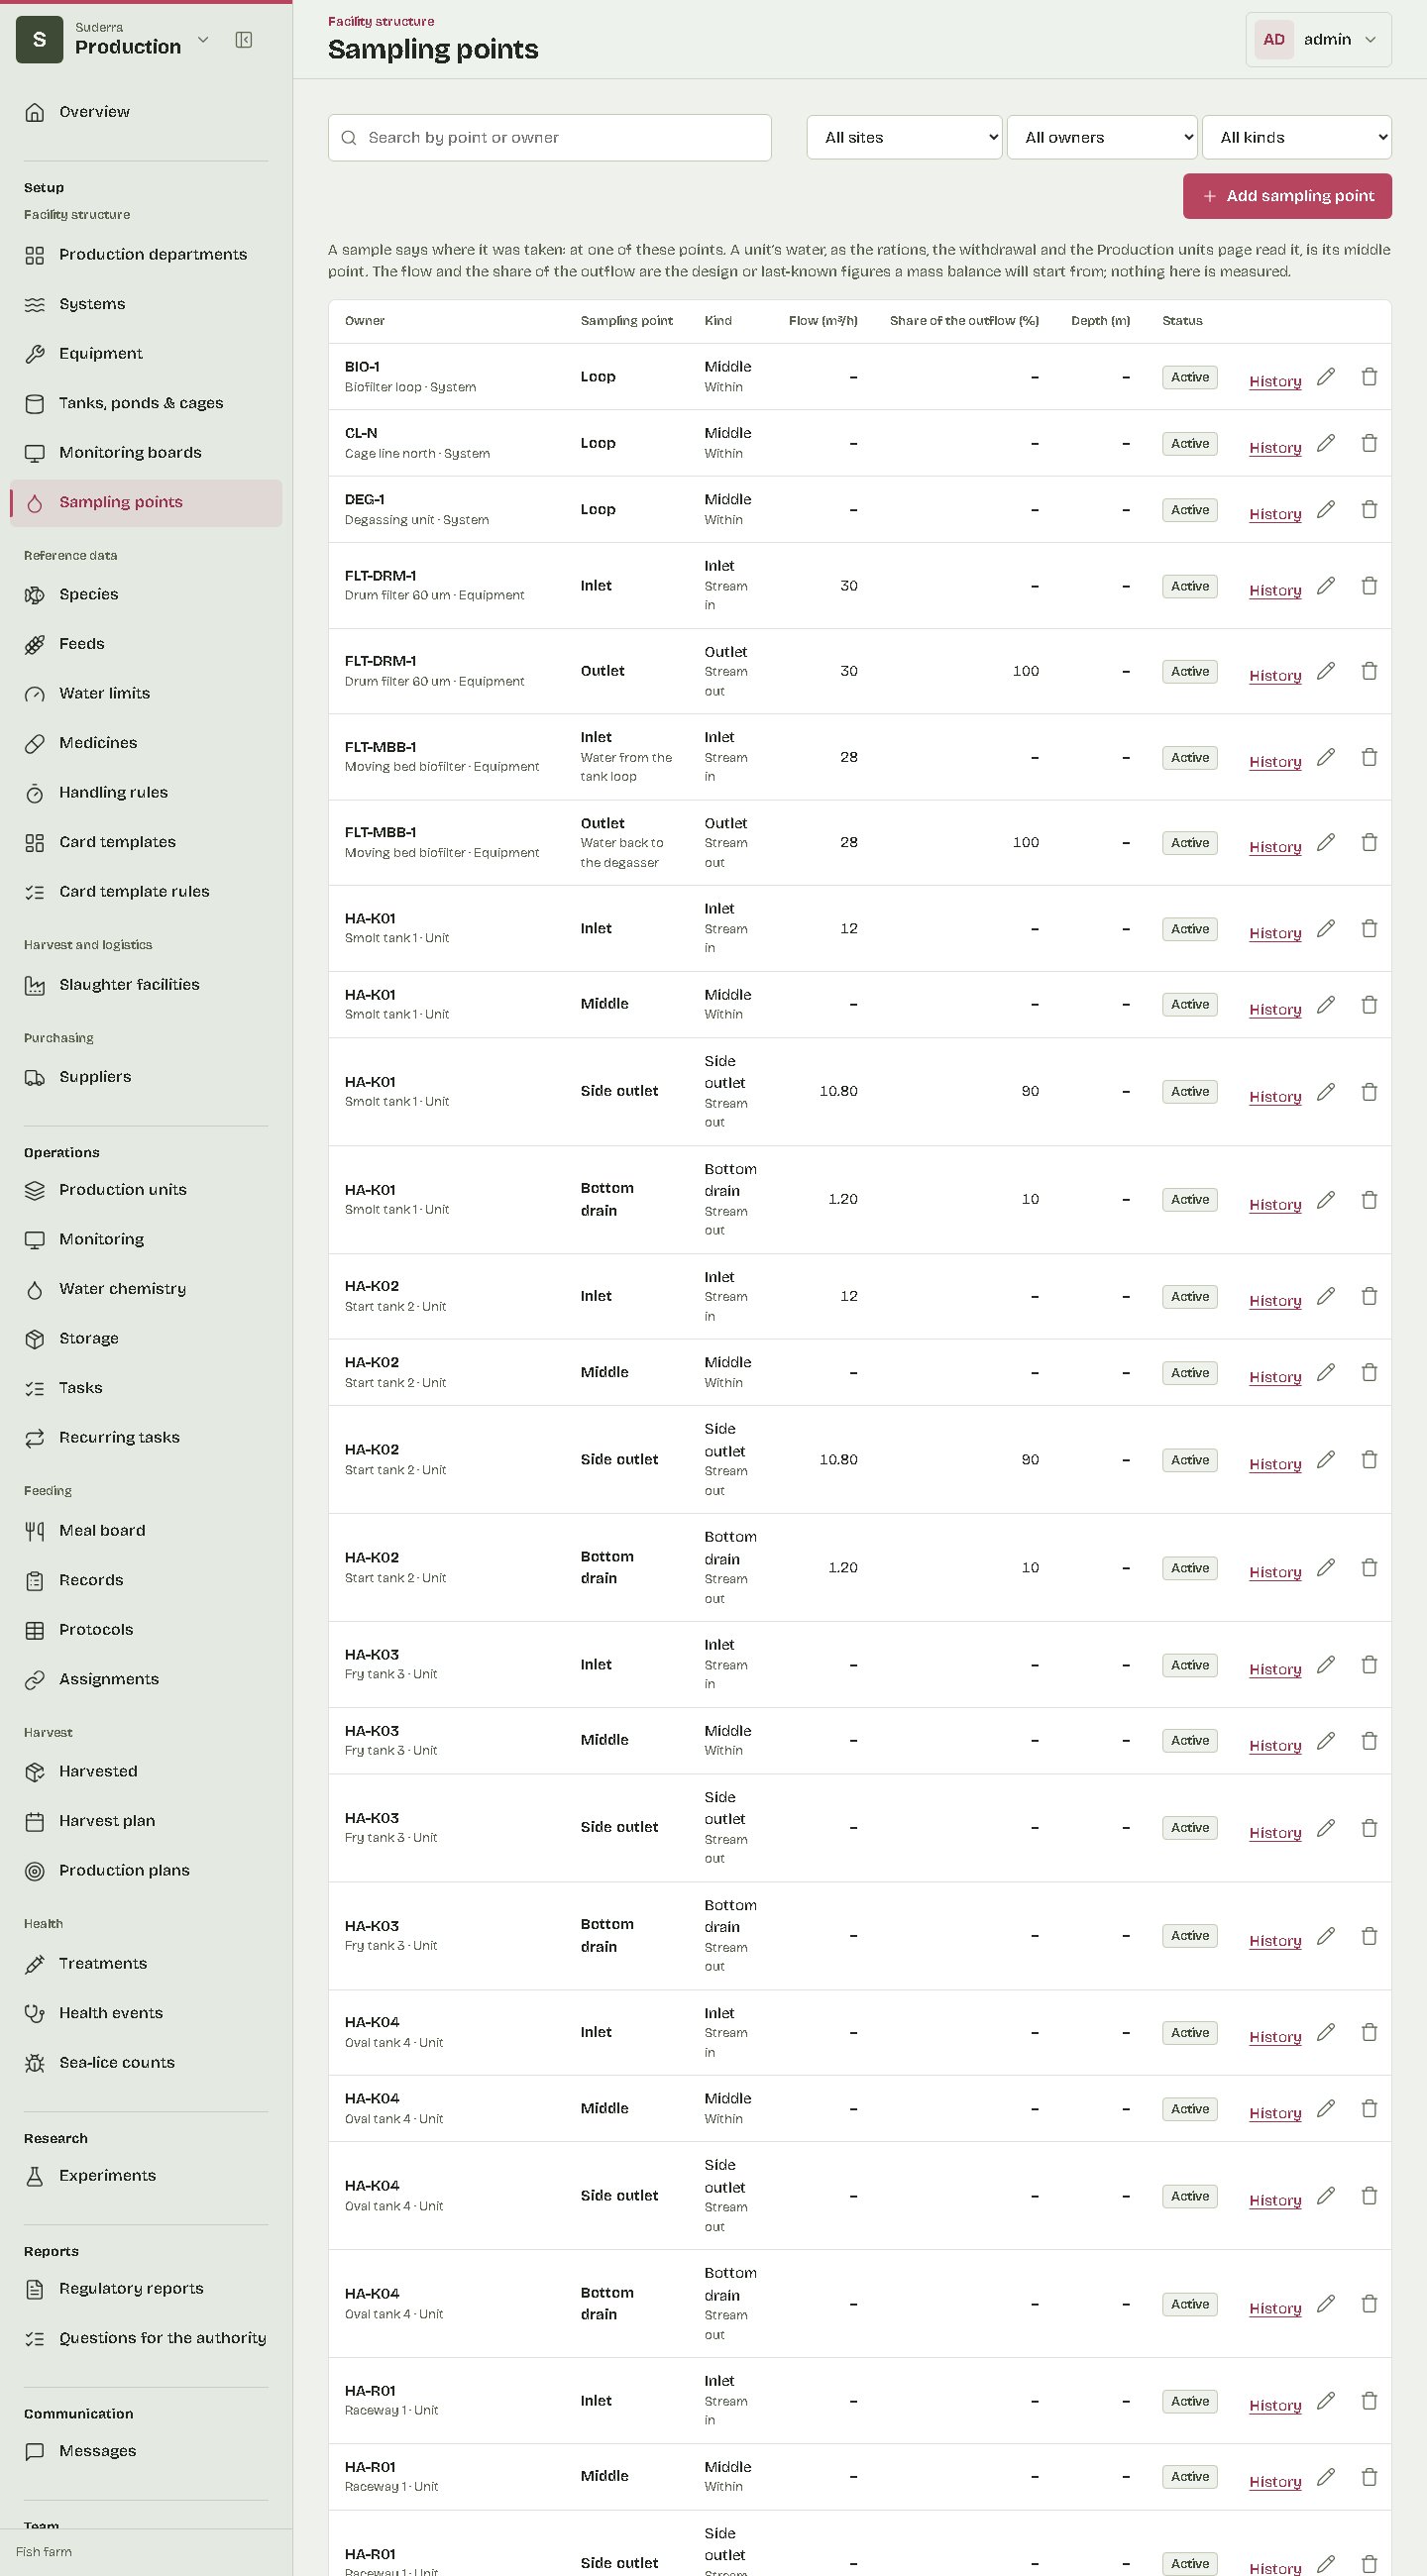 S
Suderra
Production
Overview
Setup
Facility structure
Production departments
Systems
Equipment
Tanks, ponds & cages
Monitoring boards
Sampling points
Reference data
Species
Feeds
Water limits
Medicines
Handling rules
Card templates
Card template rules
Harvest and logistics
Slaughter facilities
Purchasing
Suppliers
Operations
Production units
Monitoring
Water chemistry
Storage
Tasks
Recurring tasks
Feeding
Meal board
Records
Protocols
Assignments
Harvest
Harvested
Harvest plan
Production plans
Health
Treatments
Health events
Sea-lice counts
Research
Experiments
Reports
Regulatory reports
Questions for the authority
Communication
Messages
Team
Fish farm
Facility structure
Sampling points
AD admin
Search by point or owner
All sites
All owners
All kinds
+ Add sampling point
A sample says where it was taken: at one of these points. A unit's water, as the rations, the withdrawal and the Production units page read it, is its middle
point. The flow and the share of the outflow are the design or last-known figures a mass balance will start from; nothing here is measured.
Owner Sampling point Kind Flow (m³/h) Share of the outflow (%) Depth (m) Status
BIO-1 Loop Middle – – – Active History
Biofilter loop · System Within
CL-N Loop Middle – – – Active History
Cage line north · System Within
DEG-1 Loop Middle – – – Active History
Degassing unit · System Within
FLT-DRM-1 Inlet Inlet 30 – – Active History
Drum filter 60 um · Equipment Stream
in
FLT-DRM-1 Outlet Outlet 30 100 – Active History
Drum filter 60 um · Equipment Stream
out
FLT-MBB-1 Inlet Inlet 28 – – Active History
Moving bed biofilter · Equipment Water from the Stream
tank loop in
FLT-MBB-1 Outlet Outlet 28 100 – Active History
Moving bed biofilter · Equipment Water back to Stream
the degasser out
HA-K01 Inlet Inlet 12 – – Active History
Smolt tank 1 · Unit Stream
in
HA-K01 Middle Middle – – – Active History
Smolt tank 1 · Unit Within
HA-K01 Side outlet Side 10.80 90 – Active History
Smolt tank 1 · Unit outlet
Stream
out
HA-K01 Bottom Bottom 1.20 10 – Active History
Smolt tank 1 · Unit drain drain
Stream
out
HA-K02 Inlet Inlet 12 – – Active History
Start tank 2 · Unit Stream
in
HA-K02 Middle Middle – – – Active History
Start tank 2 · Unit Within
HA-K02 Side outlet Side 10.80 90 – Active History
Start tank 2 · Unit outlet
Stream
out
HA-K02 Bottom Bottom 1.20 10 – Active History
Start tank 2 · Unit drain drain
Stream
out
HA-K03 Inlet Inlet – – – Active History
Fry tank 3 · Unit Stream
in
HA-K03 Middle Middle – – – Active History
Fry tank 3 · Unit Within
HA-K03 Side outlet Side – – – Active History
Fry tank 3 · Unit outlet
Stream
out
HA-K03 Bottom Bottom – – – Active History
Fry tank 3 · Unit drain drain
Stream
out
HA-K04 Inlet Inlet – – – Active History
Oval tank 4 · Unit Stream
in
HA-K04 Middle Middle – – – Active History
Oval tank 4 · Unit Within
HA-K04 Side outlet Side – – – Active History
Oval tank 4 · Unit outlet
Stream
out
HA-K04 Bottom Bottom – – – Active History
Oval tank 4 · Unit drain drain
Stream
out
HA-R01 Inlet Inlet – – – Active History
Raceway 1 · Unit Stream
in
HA-R01 Middle Middle – – – Active History
Raceway 1 · Unit Within
HA-R01 Side outlet Side – – – Active History
Raceway 1 · Unit outlet
Stream